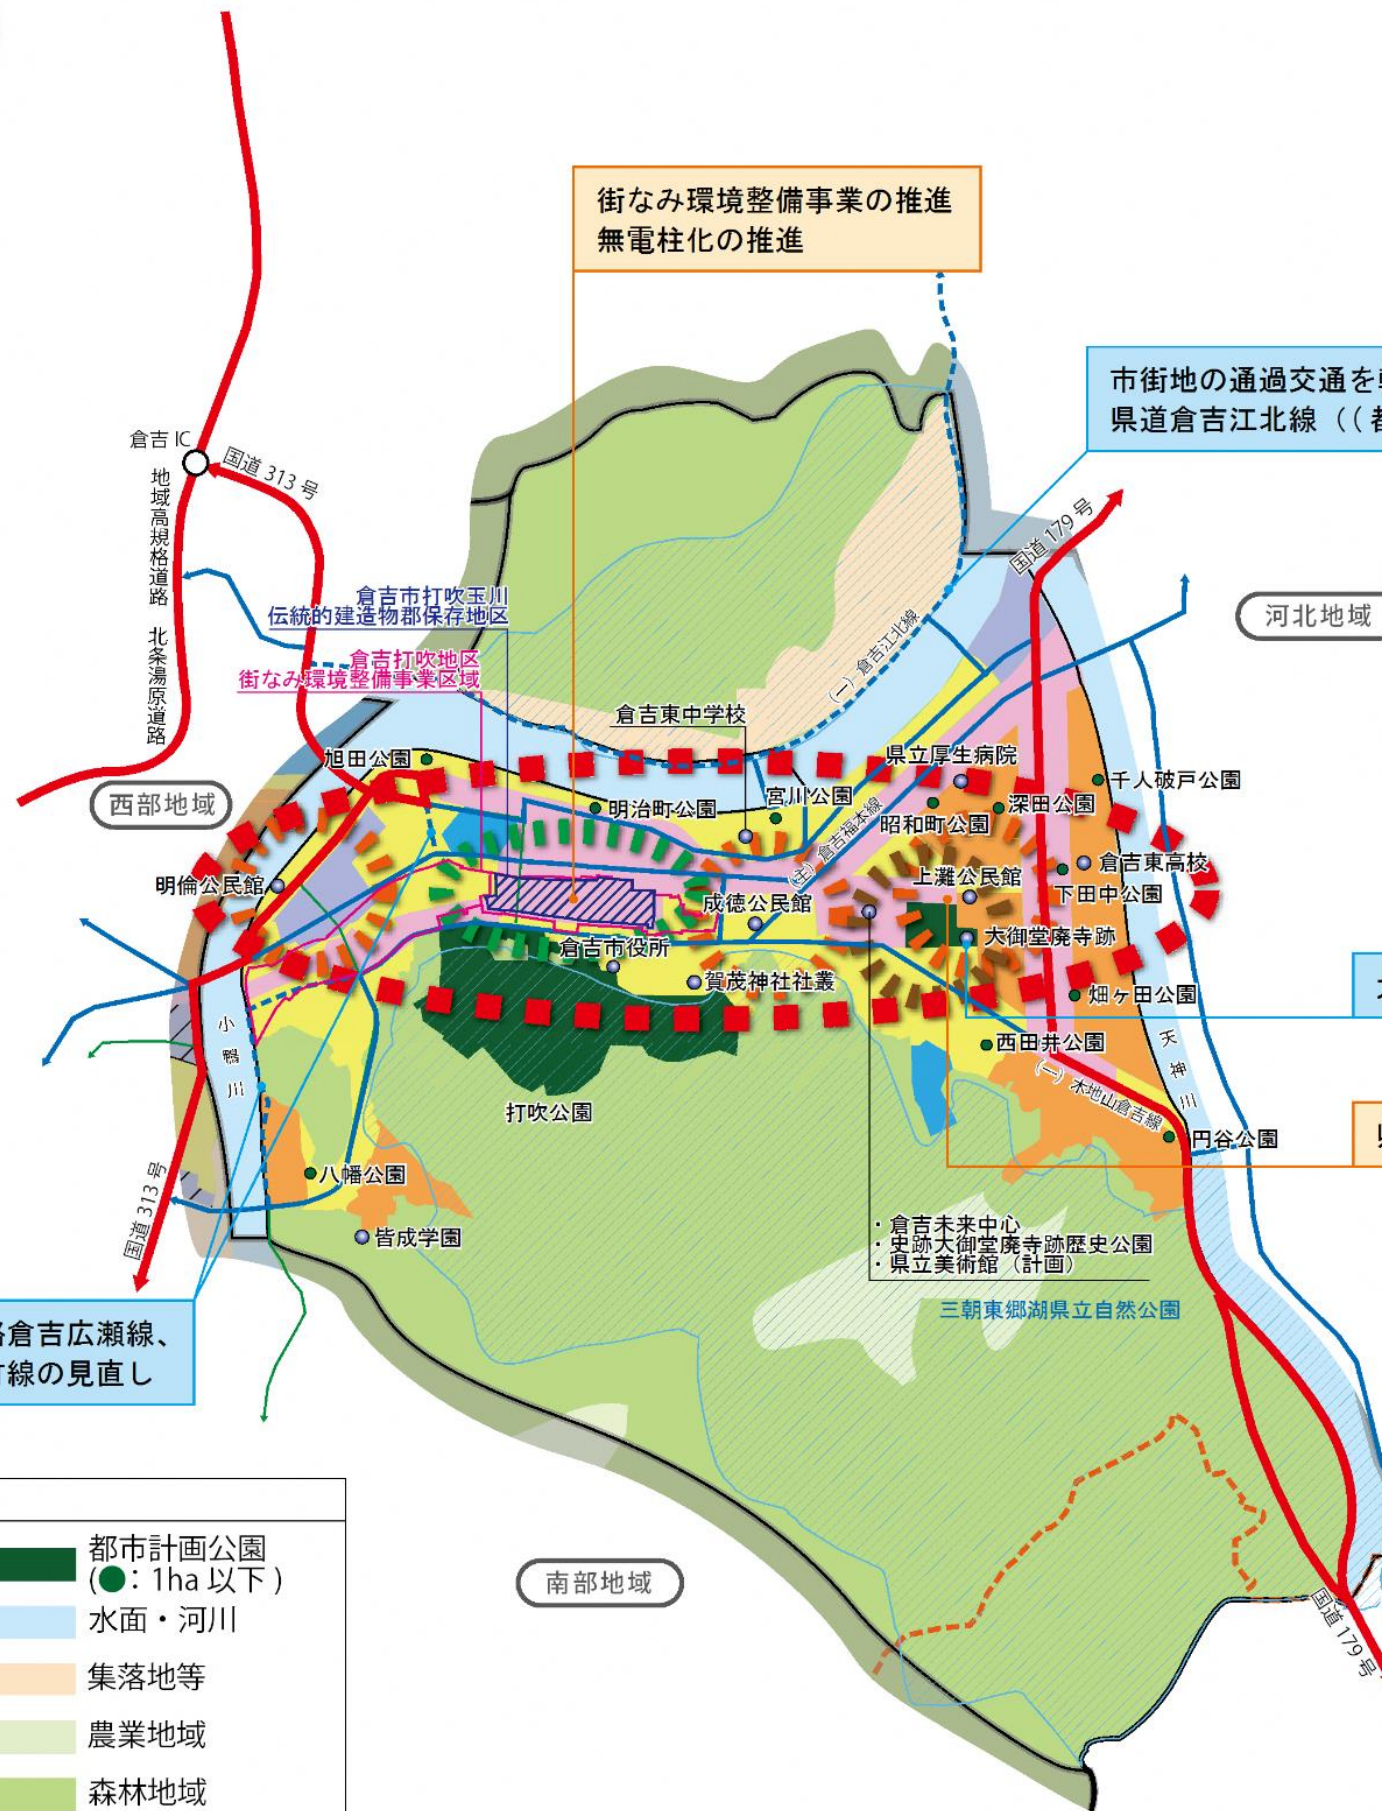 街なみ環境整備事業の推進
無電柱化の推進
市街地の通過交通を
県道倉吉江北線（（
倉吉 IC
国道 313 号
地域高規格道路 北条湯原道路
国道 179 号
河北地域
倉吉市打吹玉川
伝統的建造物郡保存地区
倉吉打吹地区
街なみ環境整備事業区域
（一）倉吉江北線
倉吉東中学校
旭田公園
県立厚生病院
千人破戸公園
西部地域
明治町公園
宮川公園
深田公園
昭和町公園
（主）倉吉福本線
倉吉東高校
上灘公民館
下田中公園
明倫公民館
成徳公民館
大御堂廃寺跡
倉吉市役所
賀茂神社社叢
畑ヶ田公園
小鴨川
西田井公園
天神川
（一）木地山倉吉線
打吹公園
円谷公園
八幡公園
国道 313 号
皆成学園
・倉吉未来中心
・史跡大御堂廃寺跡歴史公園
・県立美術館（計画）
三朝東郷湖県立自然公園
倉吉広瀬線、
線の見直し
都市計画公園
(●：1ha 以下 )
水面・河川
集落地等
農業地域
森林地域
南部地域
国道 179 号